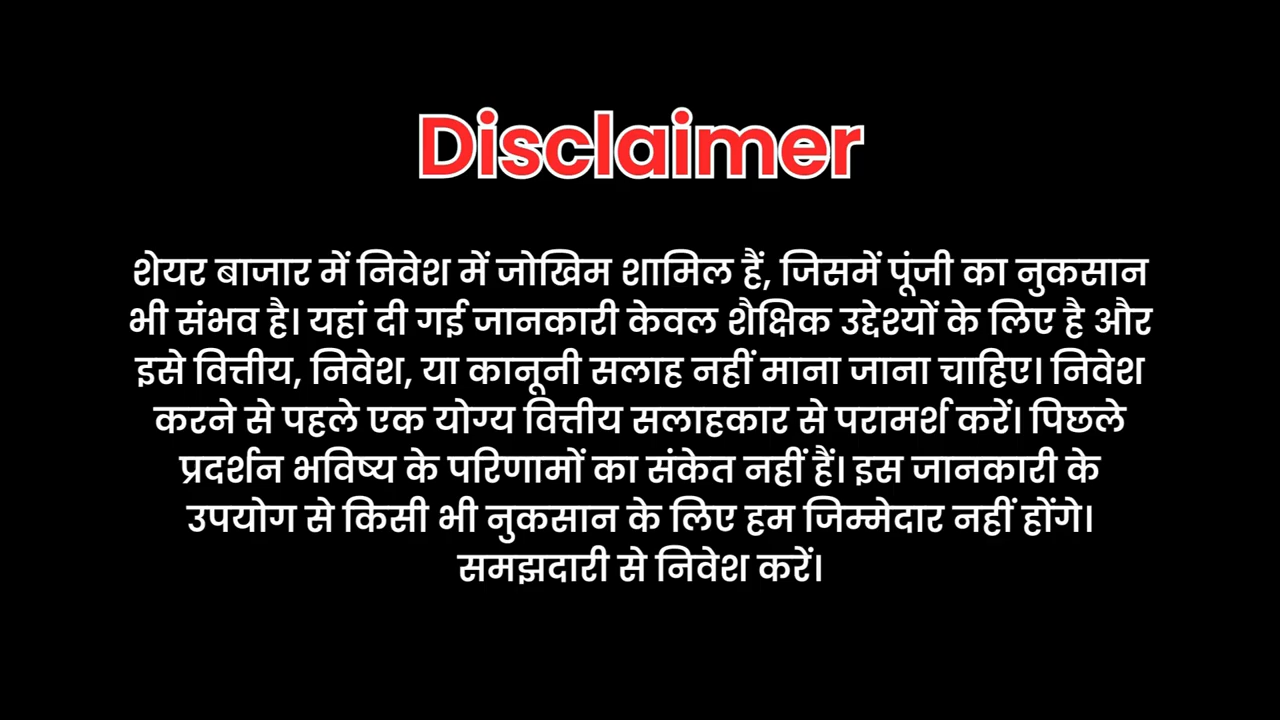 Disclaimer
शेयर बाजार में निवेश में जोखिम शामिल हैं, जिसमें पूंजी का नुकसान
भी संभव है। यहां दी गई जानकारी केवल शैक्षिक उद्देश्यों के लिए है और
इसे वित्तीय, निवेश, या कानूनी सलाह नहीं माना जाना चाहिए। निवेश
करने से पहले एक योग्य वित्तीय सलाहकार से परामर्श करें। पिछले
प्रदर्शन भविष्य के परिणामों का संकेत नहीं हैं। इस जानकारी के
उपयोग से किसी भी नुकसान के लिए हम जिम्मेदार नहीं होंगे।
समझदारी से निवेश करें।